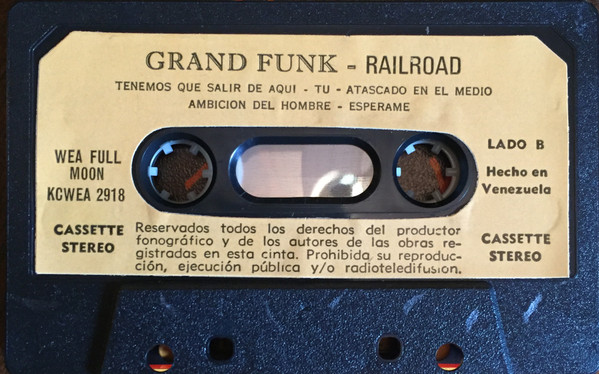 GRAND FUNK - RAILROAD
TENEMOS QUE SALIR DE AQUI - TU - ATASCADO EN EL MEDIO
AMBICION DEL HOMBRE - ESPERAME
WEA FULL
MOON
KCWEA 2918
LADO B
Hecho en
Venezuela
CASSETTE
STEREO
Reservados todos los derechos del productor
fonográfico y de los autores de las obras re-
gistradas en esta cinta. Prohibida su reproduc-
ción, ejecución pública y/o radioteledifusión.
CASSETTE
STEREO